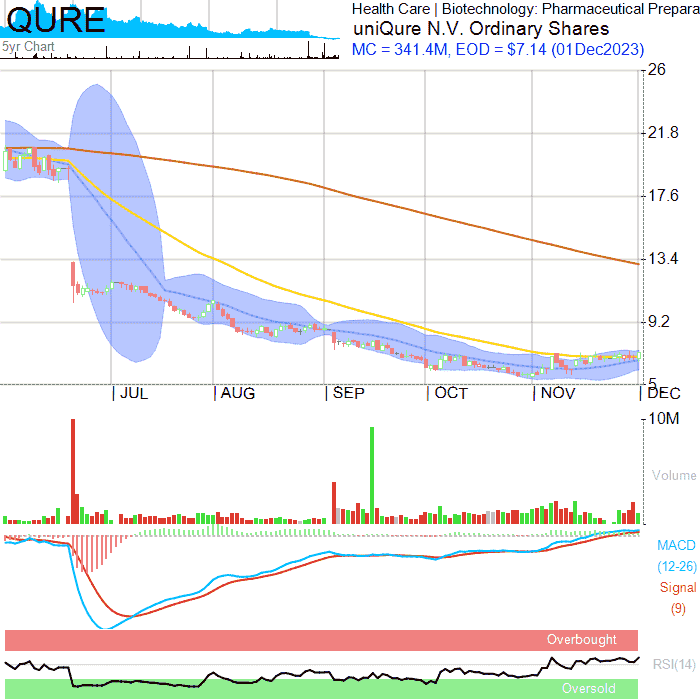 QURE
Health Care | Biotechnology: Pharmaceutical Prepara
uniQure N.V. Ordinary Shares
5yr Chart
MC = 341.4M, EOD = $7.14 (01Dec2023)
26
21.8
17.6
13.4
9.2
5
| JUL | AUG | SEP | OCT | NOV | DEC
10M
Volume
MACD
(12-26)
Signal
(9)
Overbought
RSI(14)
Oversold